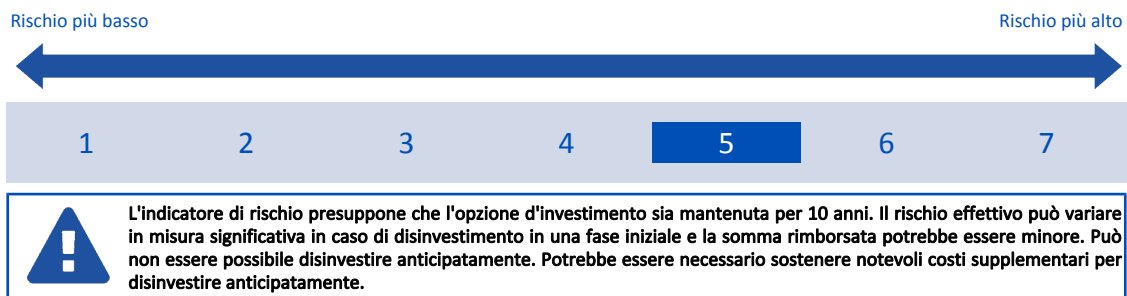 Rischio più basso Rischio più alto
1 2 3 4 5 6 7
L'indicatore di rischio presuppone che l'opzione d'investimento sia mantenuta per 10 anni. Il rischio effettivo può variare
in misura significativa in caso di disinvestimento in una fase iniziale e la somma rimborsata potrebbe essere minore. Può
non essere possibile disinvestire anticipatamente. Potrebbe essere necessario sostenere notevoli costi supplementari per
disinvestire anticipatamente.